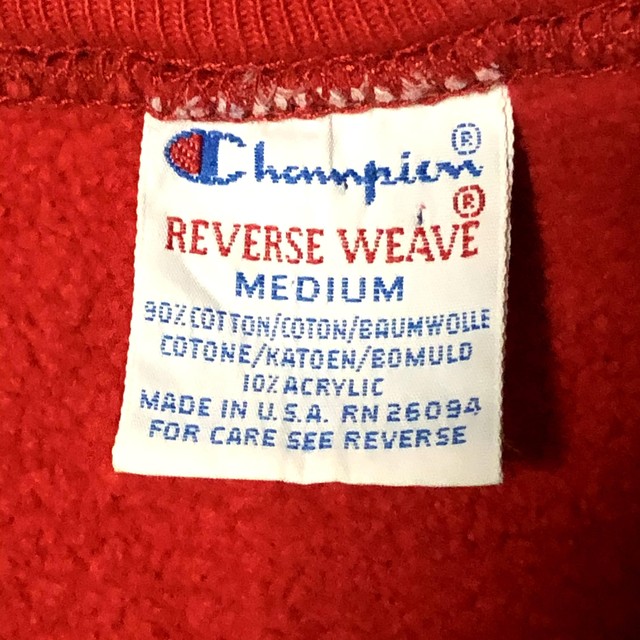 Champion®
REVERSE WEAVE®
MEDIUM
90% COTTON/COTON/BAUMWOLLE
COTONE/KATOEN/BOMULD
10% ACRYLIC
MADE IN U.S.A. RN 26094
FOR CARE SEE REVERSE